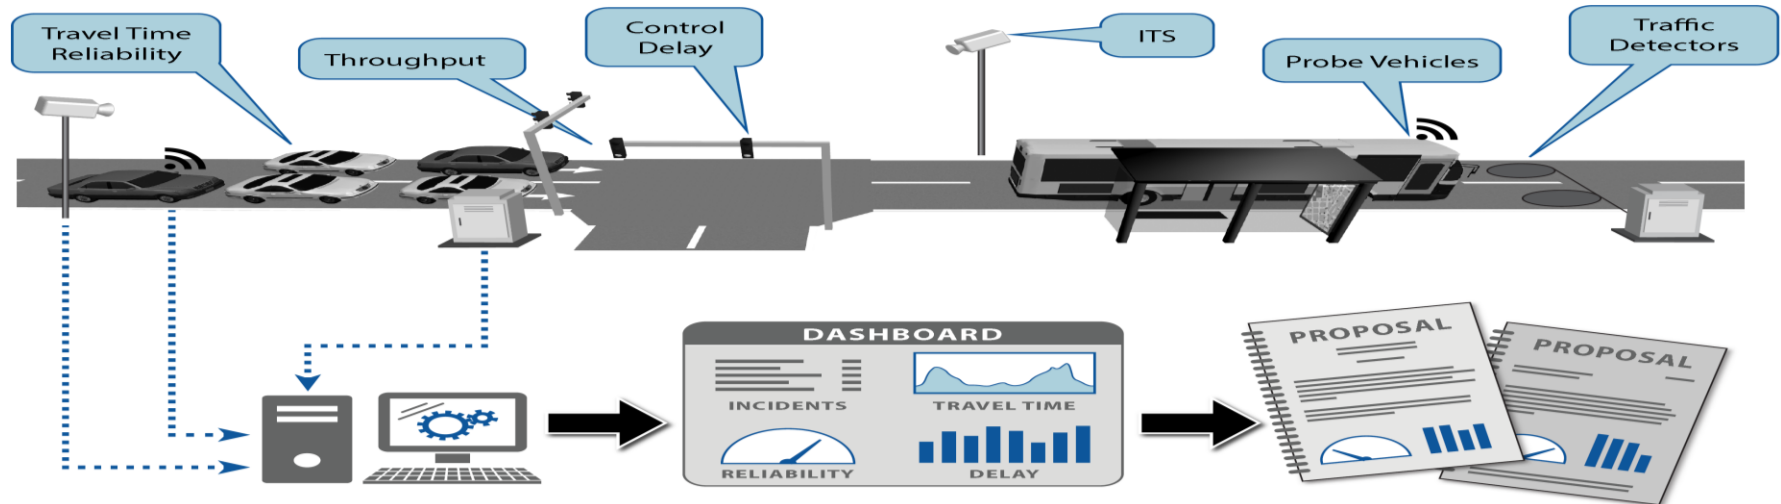 Travel Time
Reliability
Throughput
Control
Delay
ITS
Probe Vehicles
Traffic
Detectors
DASHBOARD
INCIDENTS
TRAVEL TIME
RELIABILITY
DELAY
PROPOSAL
PROPOSAL